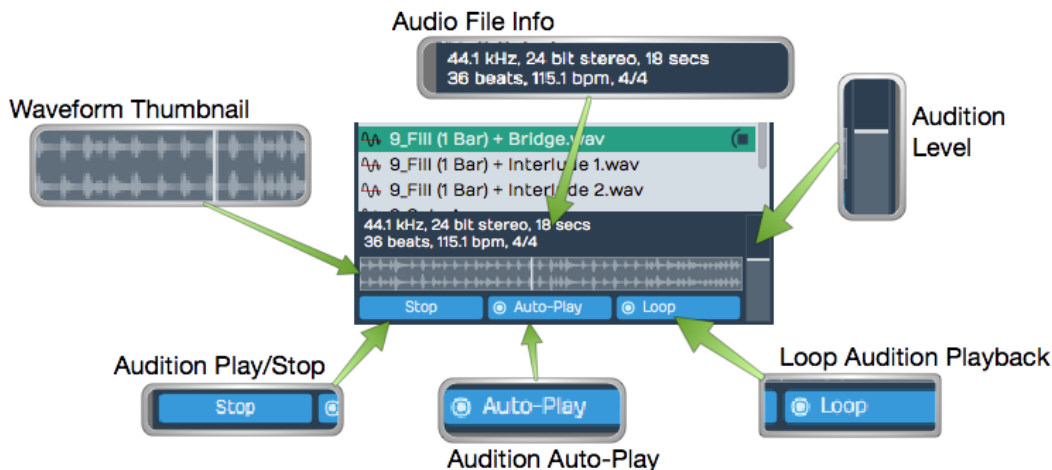 Audio File Info
44.1 kHz, 24 bit stereo, 18 secs
36 beats, 115.1 bpm, 4/4
Waveform Thumbnail
Audition
Level
9_Fill (1 Bar) + Bridge.wav
9_Fill (1 Bar) + Interlude 1.wav
9_Fill (1 Bar) + Interlude 2.wav
44.1 kHz, 24 bit stereo, 18 secs
36 beats, 115.1 bpm, 4/4
Stop
Auto-Play
Loop
Audition Play/Stop
Loop Audition Playback
Stop
Auto-Play
Loop
Audition Auto-Play